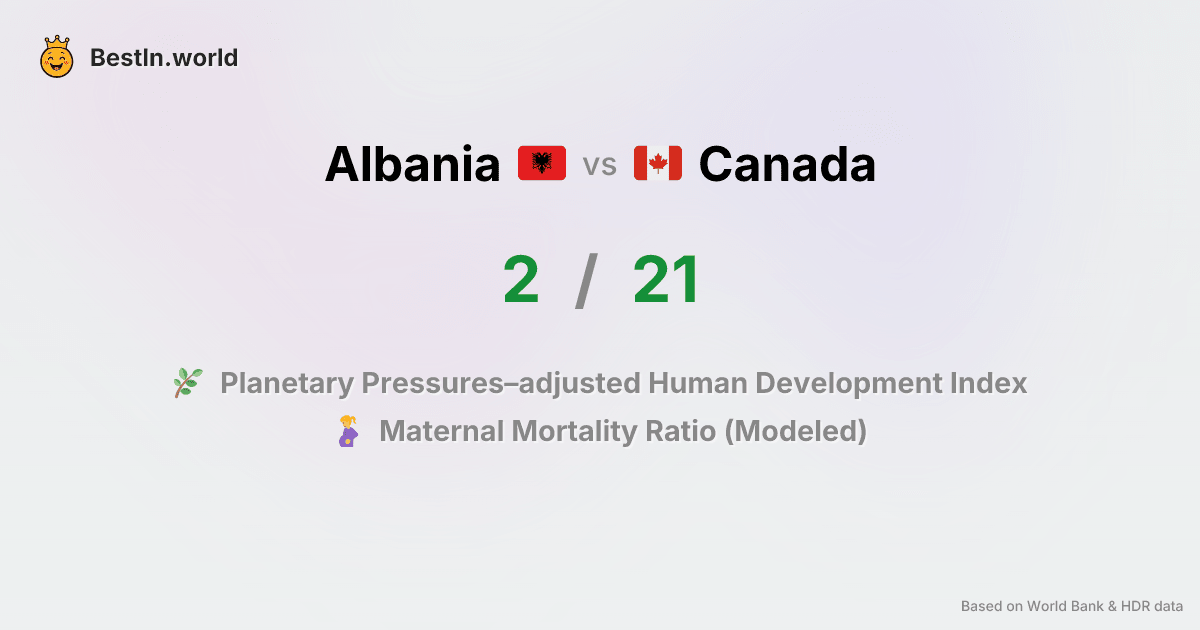 BestIn.world
Albania vs Canada
2 / 21
Planetary Pressures–adjusted Human Development Index
Maternal Mortality Ratio (Modeled)
Based on World Bank & HDR data